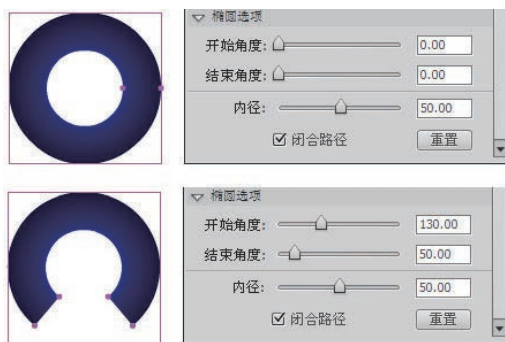 椭圆选项
开始角度: 0.00
结束角度: 0.00
内径: 50.00
闭合路径 重置
椭圆选项
开始角度: 130.00
结束角度: 50.00
内径: 50.00
闭合路径 重置